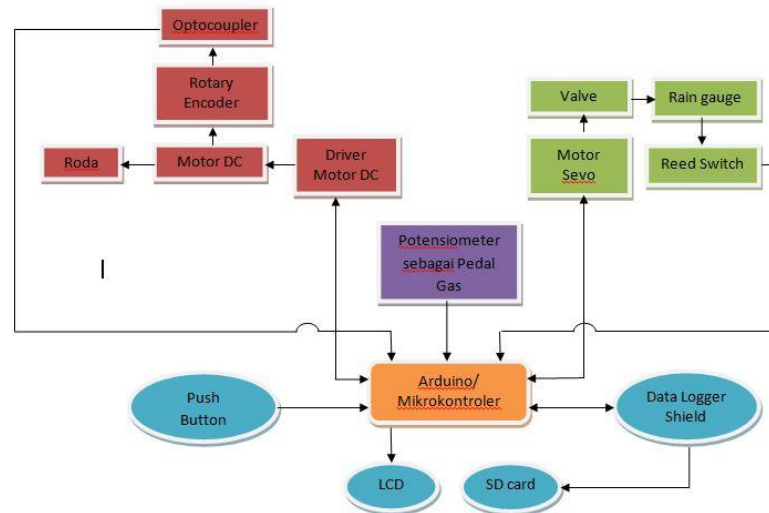 Optocoupler
Rotary
Encoder
Valve
Rain gauge
Roda
Motor DC
Driver
Motor DC
Motor
Sevo
Reed Switch
Potensiometer
sebagai Pedal
Gas
Push
Button
Arduino/
Mikrokontroler
Data Logger
Shield
LCD
SD card